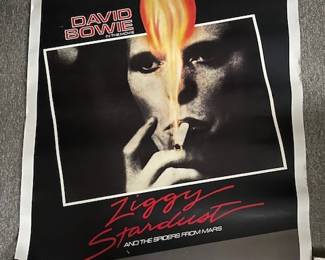 DAVID
BOWIE
IN THE MOVIE
Ziggy
Stardust
AND THE SPIDERS FROM MARS